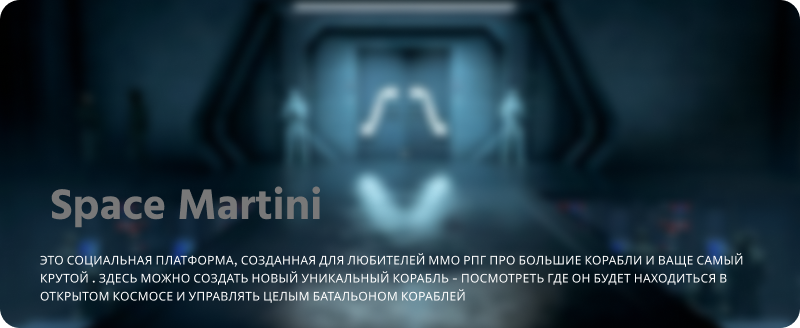 Space Martini
ЭТО СОЦИАЛЬНАЯ ПЛАТФОРМА, СОЗДАННАЯ ДЛЯ ЛЮБИТЕЛЕЙ ММО РПГ ПРО БОЛЬШИЕ КОРАБЛИ И ВАЩЕ САМЫЙ
КРУТОЙ . ЗДЕСЬ МОЖНО СОЗДАТЬ НОВЫЙ УНИКАЛЬНЫЙ КОРАБЛЬ - ПОСМОТРЕТЬ ГДЕ ОН БУДЕТ НАХОДИТЬСЯ В
ОТКРЫТОМ КОСМОСЕ И УПРАВЛЯТЬ ЦЕЛЫМ БАТАЛЬОНОМ КОРАБЛЕЙ